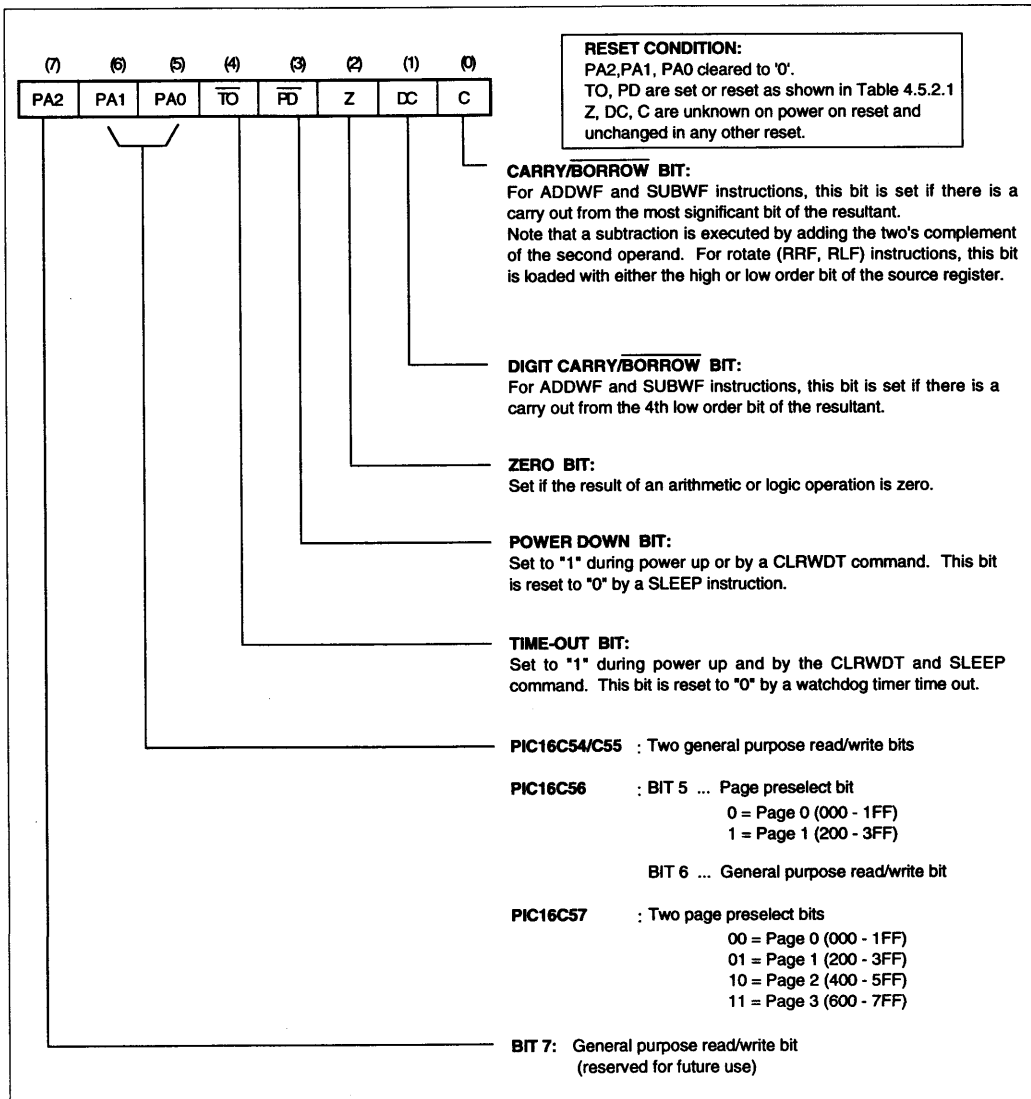 (7) (6) (5) (4) (3) (2) (1) (0)
PA2 PA1 PA0 T̅O̅ P̅D̅ Z DC C
RESET CONDITION:
PA2,PA1, PA0 cleared to '0'.
TO, PD are set or reset as shown in Table 4.5.2.1
Z, DC, C are unknown on power on reset and
unchanged in any other reset.
CARRY/B̅O̅R̅R̅O̅W̅ BIT:
For ADDWF and SUBWF instructions, this bit is set if there is a
carry out from the most significant bit of the resultant.
Note that a subtraction is executed by adding the two's complement
of the second operand. For rotate (RRF, RLF) instructions, this bit
is loaded with either the high or low order bit of the source register.
DIGIT CARRY/B̅O̅R̅R̅O̅W̅ BIT:
For ADDWF and SUBWF instructions, this bit is set if there is a
carry out from the 4th low order bit of the resultant.
ZERO BIT:
Set if the result of an arithmetic or logic operation is zero.
POWER DOWN BIT:
Set to "1" during power up or by a CLRWDT command. This bit
is reset to "0" by a SLEEP instruction.
TIME-OUT BIT:
Set to "1" during power up and by the CLRWDT and SLEEP
command. This bit is reset to "0" by a watchdog timer time out.
PIC16C54/C55 : Two general purpose read/write bits
PIC16C56 : BIT 5 ... Page preselect bit
0 = Page 0 (000 - 1FF)
1 = Page 1 (200 - 3FF)
BIT 6 ... General purpose read/write bit
PIC16C57 : Two page preselect bits
00 = Page 0 (000 - 1FF)
01 = Page 1 (200 - 3FF)
10 = Page 2 (400 - 5FF)
11 = Page 3 (600 - 7FF)
BIT 7: General purpose read/write bit
(reserved for future use)